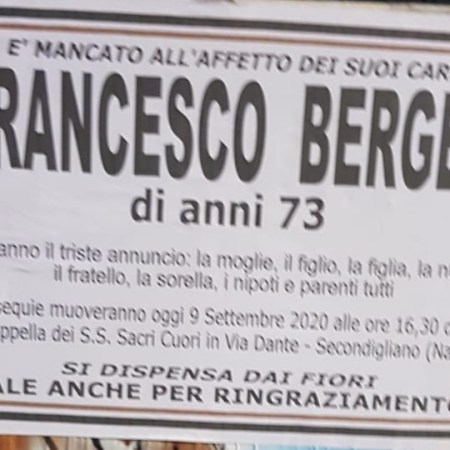 E' MANCATO ALL'AFFETTO DEI SUOI CAR
RANCESCO BERGE
di anni 73
anno il triste annuncio: la moglie, il figlio, la figlia, la n
il fratello, la sorella, i nipoti e parenti tutti
sequie muoveranno oggi 9 Settembre 2020 alle ore 16,30 d
appella dei S.S. Sacri Cuori in Via Dante - Secondigliano (Na
SI DISPENSA DAI FIORI
ALE ANCHE PER RINGRAZIAMENTO